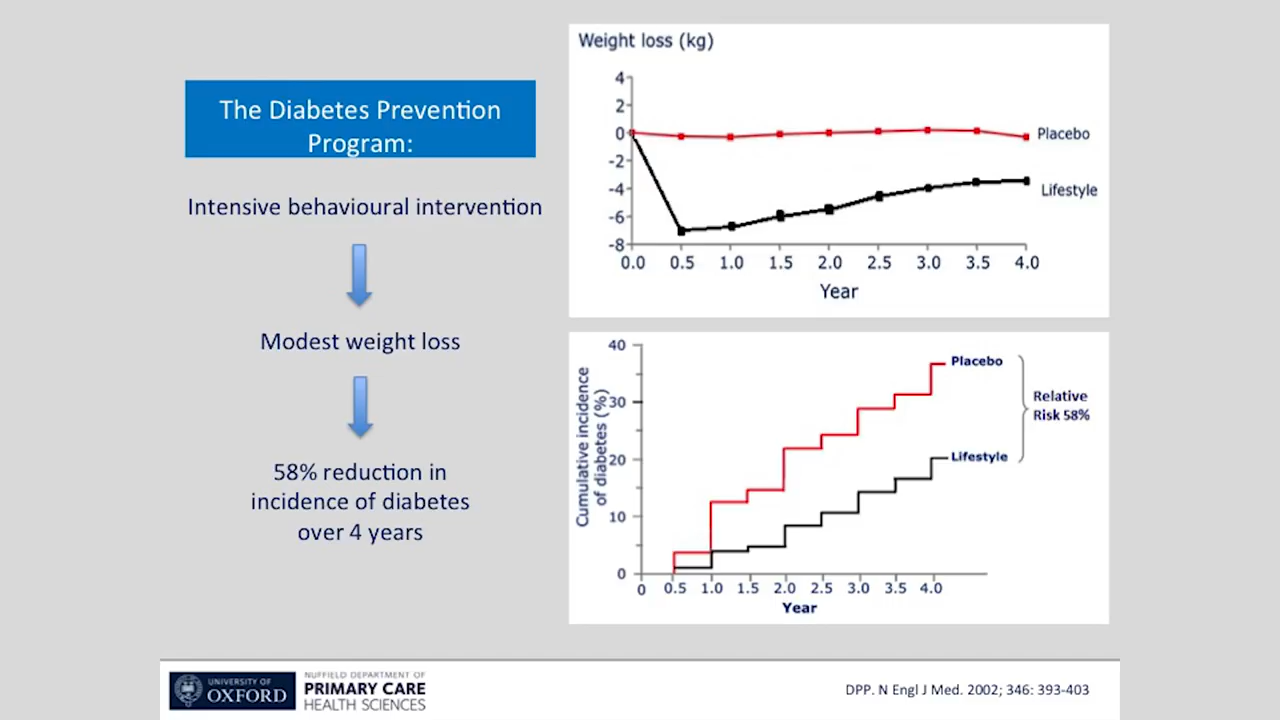 The Diabetes Prevention
Program:
Intensive behavioural intervention
Modest weight loss
58% reduction in
incidence of diabetes
over 4 years
Weight loss (kg)
4
2
0
-2
-4
-6
-8
Placebo
Lifestyle
0.0 0.5 1.0 1.5 2.0 2.5 3.0 3.5 4.0
Year
Cumulative incidence
of diabetes (%)
40
30
20
10
0
Placebo
Lifestyle
Relative
Risk 58%
0 0.5 1.0 1.5 2.0 2.5 3.0 3.5 4.0
Year
UNIVERSITY OF
OXFORD
NUFFIELD DEPARTMENT OF
PRIMARY CARE
HEALTH SCIENCES
DPP. N Engl J Med. 2002; 346: 393-403